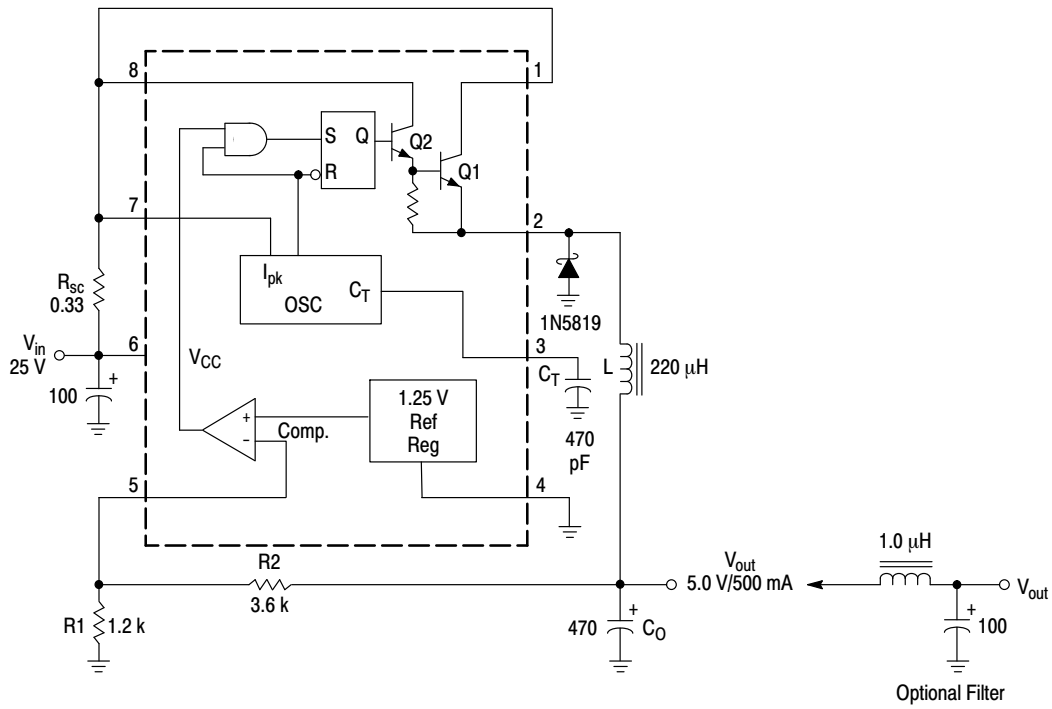 8
1
S
Q
Q2
R
Q1
7
2
Ipk
CT
OSC
Rsc
0.33
1N5819
Vin
25 V
6
3
VCC
CT
L
220 μH
100
+
1.25 V
Ref
Reg
+
–
Comp.
470
pF
5
4
R2
3.6 k
Vout
5.0 V/500 mA
1.0 μH
Vout
R1
1.2 k
470
+
CO
+
100
Optional Filter